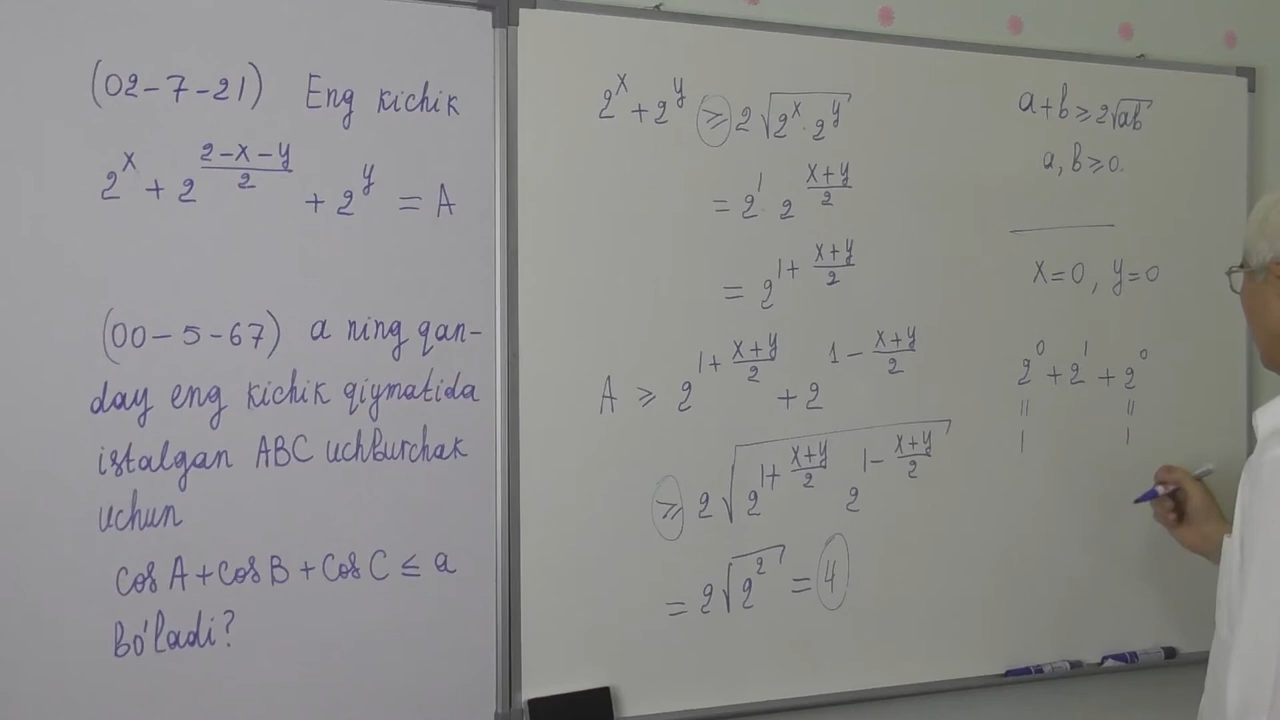 (02-7-21) Eng kichik
2^x + 2^((2-x-y)/2) + 2^y = A
(00-5-67) a ning qan-
day eng kichik qiymatida
istalgan ABC uchburchak
uchun
cos A + cos B + cos C ≤ a
bo'ladi?
2^x + 2^y ≥ 2√(2^x · 2^y)
= 2^1 · 2^((x+y)/2)
= 2^(1 + (x+y)/2)
A ≥ 2^(1 + (x+y)/2) + 2^(1 - (x+y)/2)
≥ 2√(2^(1 + (x+y)/2) 2^(1 - (x+y)/2))
= 2√(2^2) = 4
a + b ≥ 2√(ab)
a, b ≥ 0.
x=0, y=0
2^0 + 2^1 + 2^0
|| ||
1 1